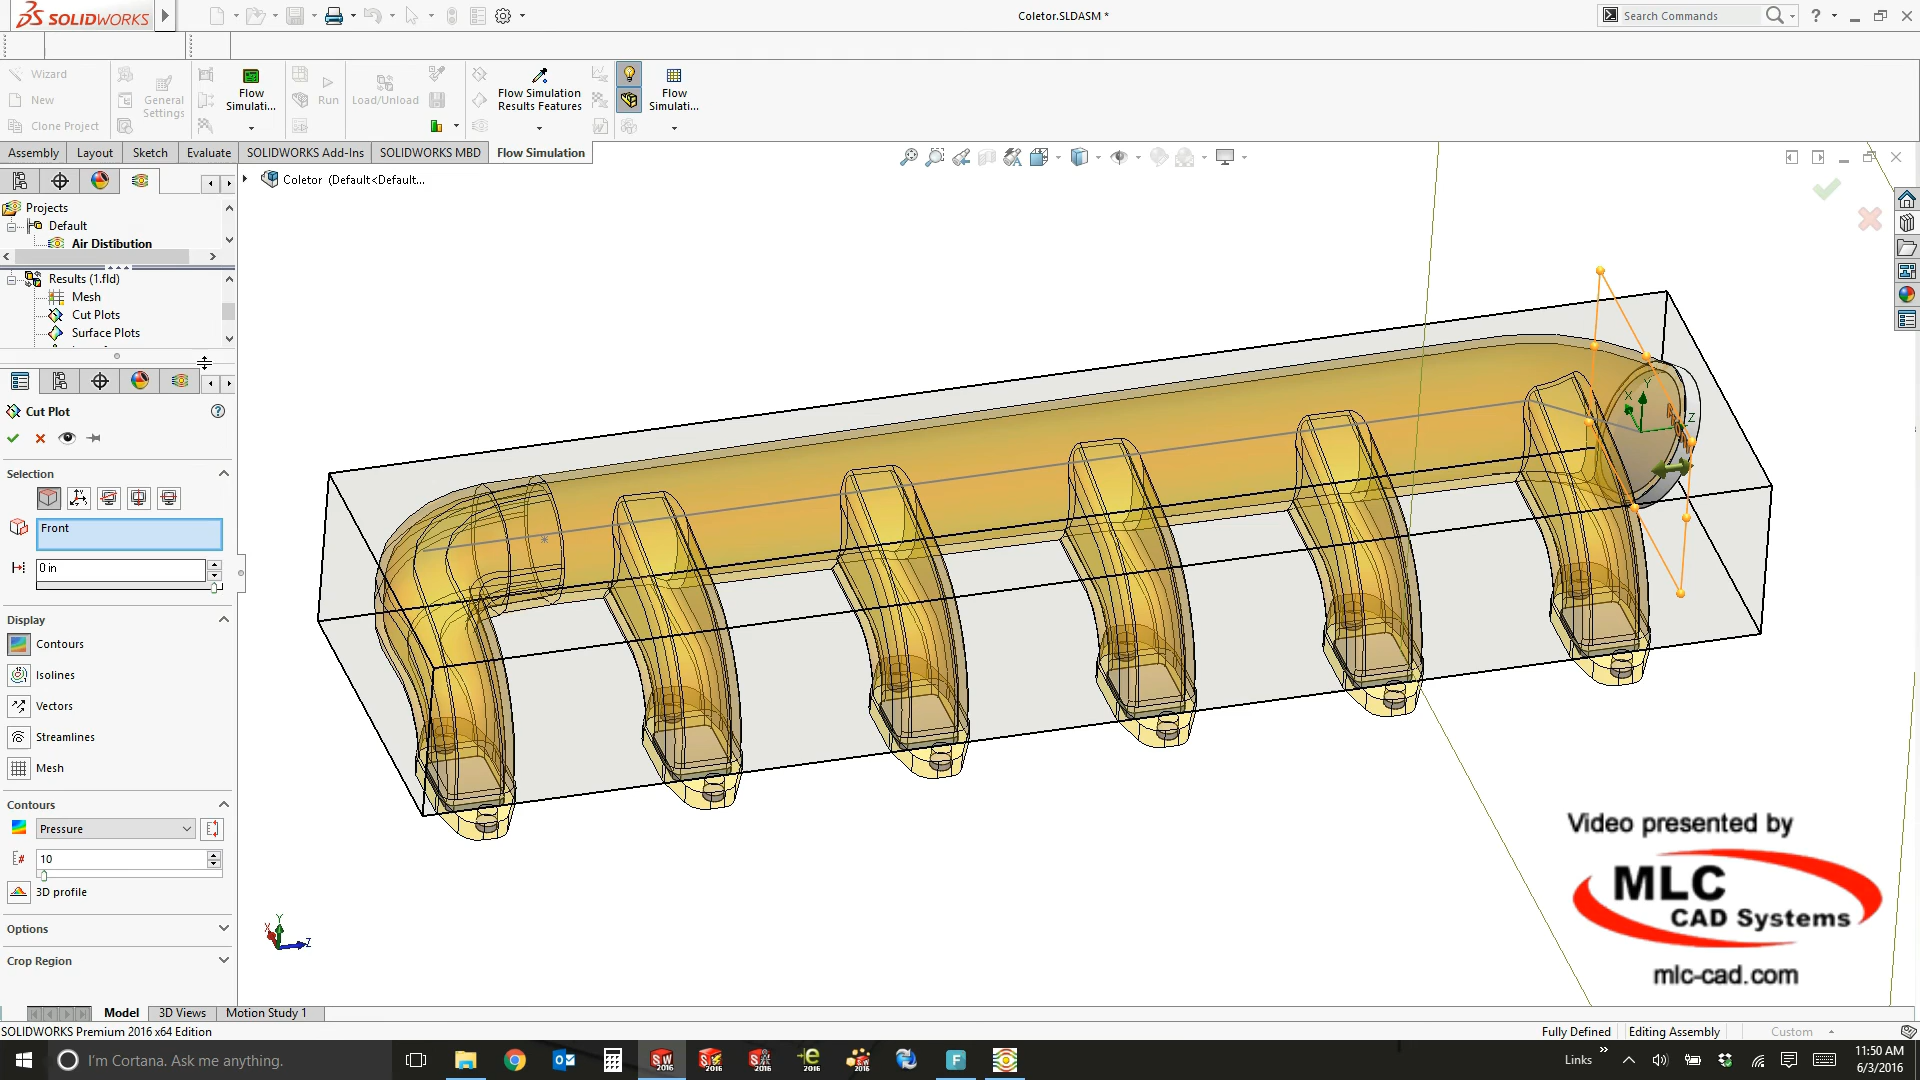 SOLIDWORKS
Coletor.SLDASM *
Search Commands
?
Wizard
New
Clone Project
General Settings
Flow Simulati...
Run
Load/Unload
Flow Simulation Results Features
Flow Simulati...
Assembly
Layout
Sketch
Evaluate
SOLIDWORKS Add-Ins
SOLIDWORKS MBD
Flow Simulation
Coletor (Default<Default...
Projects
Default
Air Distibution
Results (1.fld)
Mesh
Cut Plots
Surface Plots
Cut Plot
?
Selection
Front
0 in
Display
Contours
Isolines
Vectors
Streamlines
Mesh
Contours
Pressure
10
3D profile
Options
Crop Region
X
Y
Z
Y
X
Z
Video presented by
MLC
CAD Systems
mlc-cad.com
Model
3D Views
Motion Study 1
SOLIDWORKS Premium 2016 x64 Edition
Fully Defined
Editing Assembly
Custom
I'm Cortana. Ask me anything.
Links
11:50 AM
6/3/2016